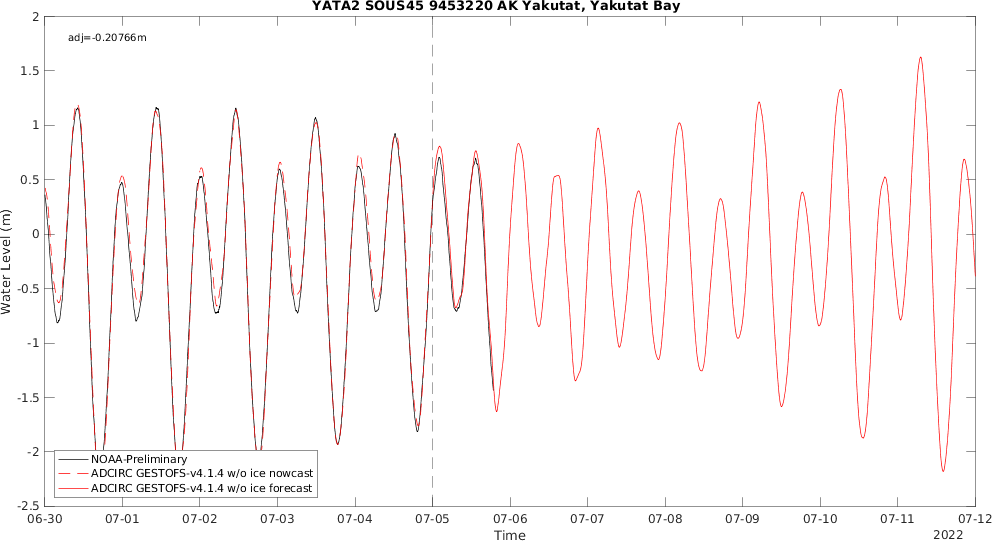 YATA2 SOUS45 9453220 AK Yakutat, Yakutat Bay
adj=-0.20766m
2
1.5
1
0.5
0
-0.5
-1
-1.5
-2
-2.5
Water Level (m)
NOAA-Preliminary
ADCIRC GESTOFS-v4.1.4 w/o ice nowcast
ADCIRC GESTOFS-v4.1.4 w/o ice forecast
06-30 07-01 07-02 07-03 07-04 07-05 07-06 07-07 07-08 07-09 07-10 07-11 07-12
Time
2022